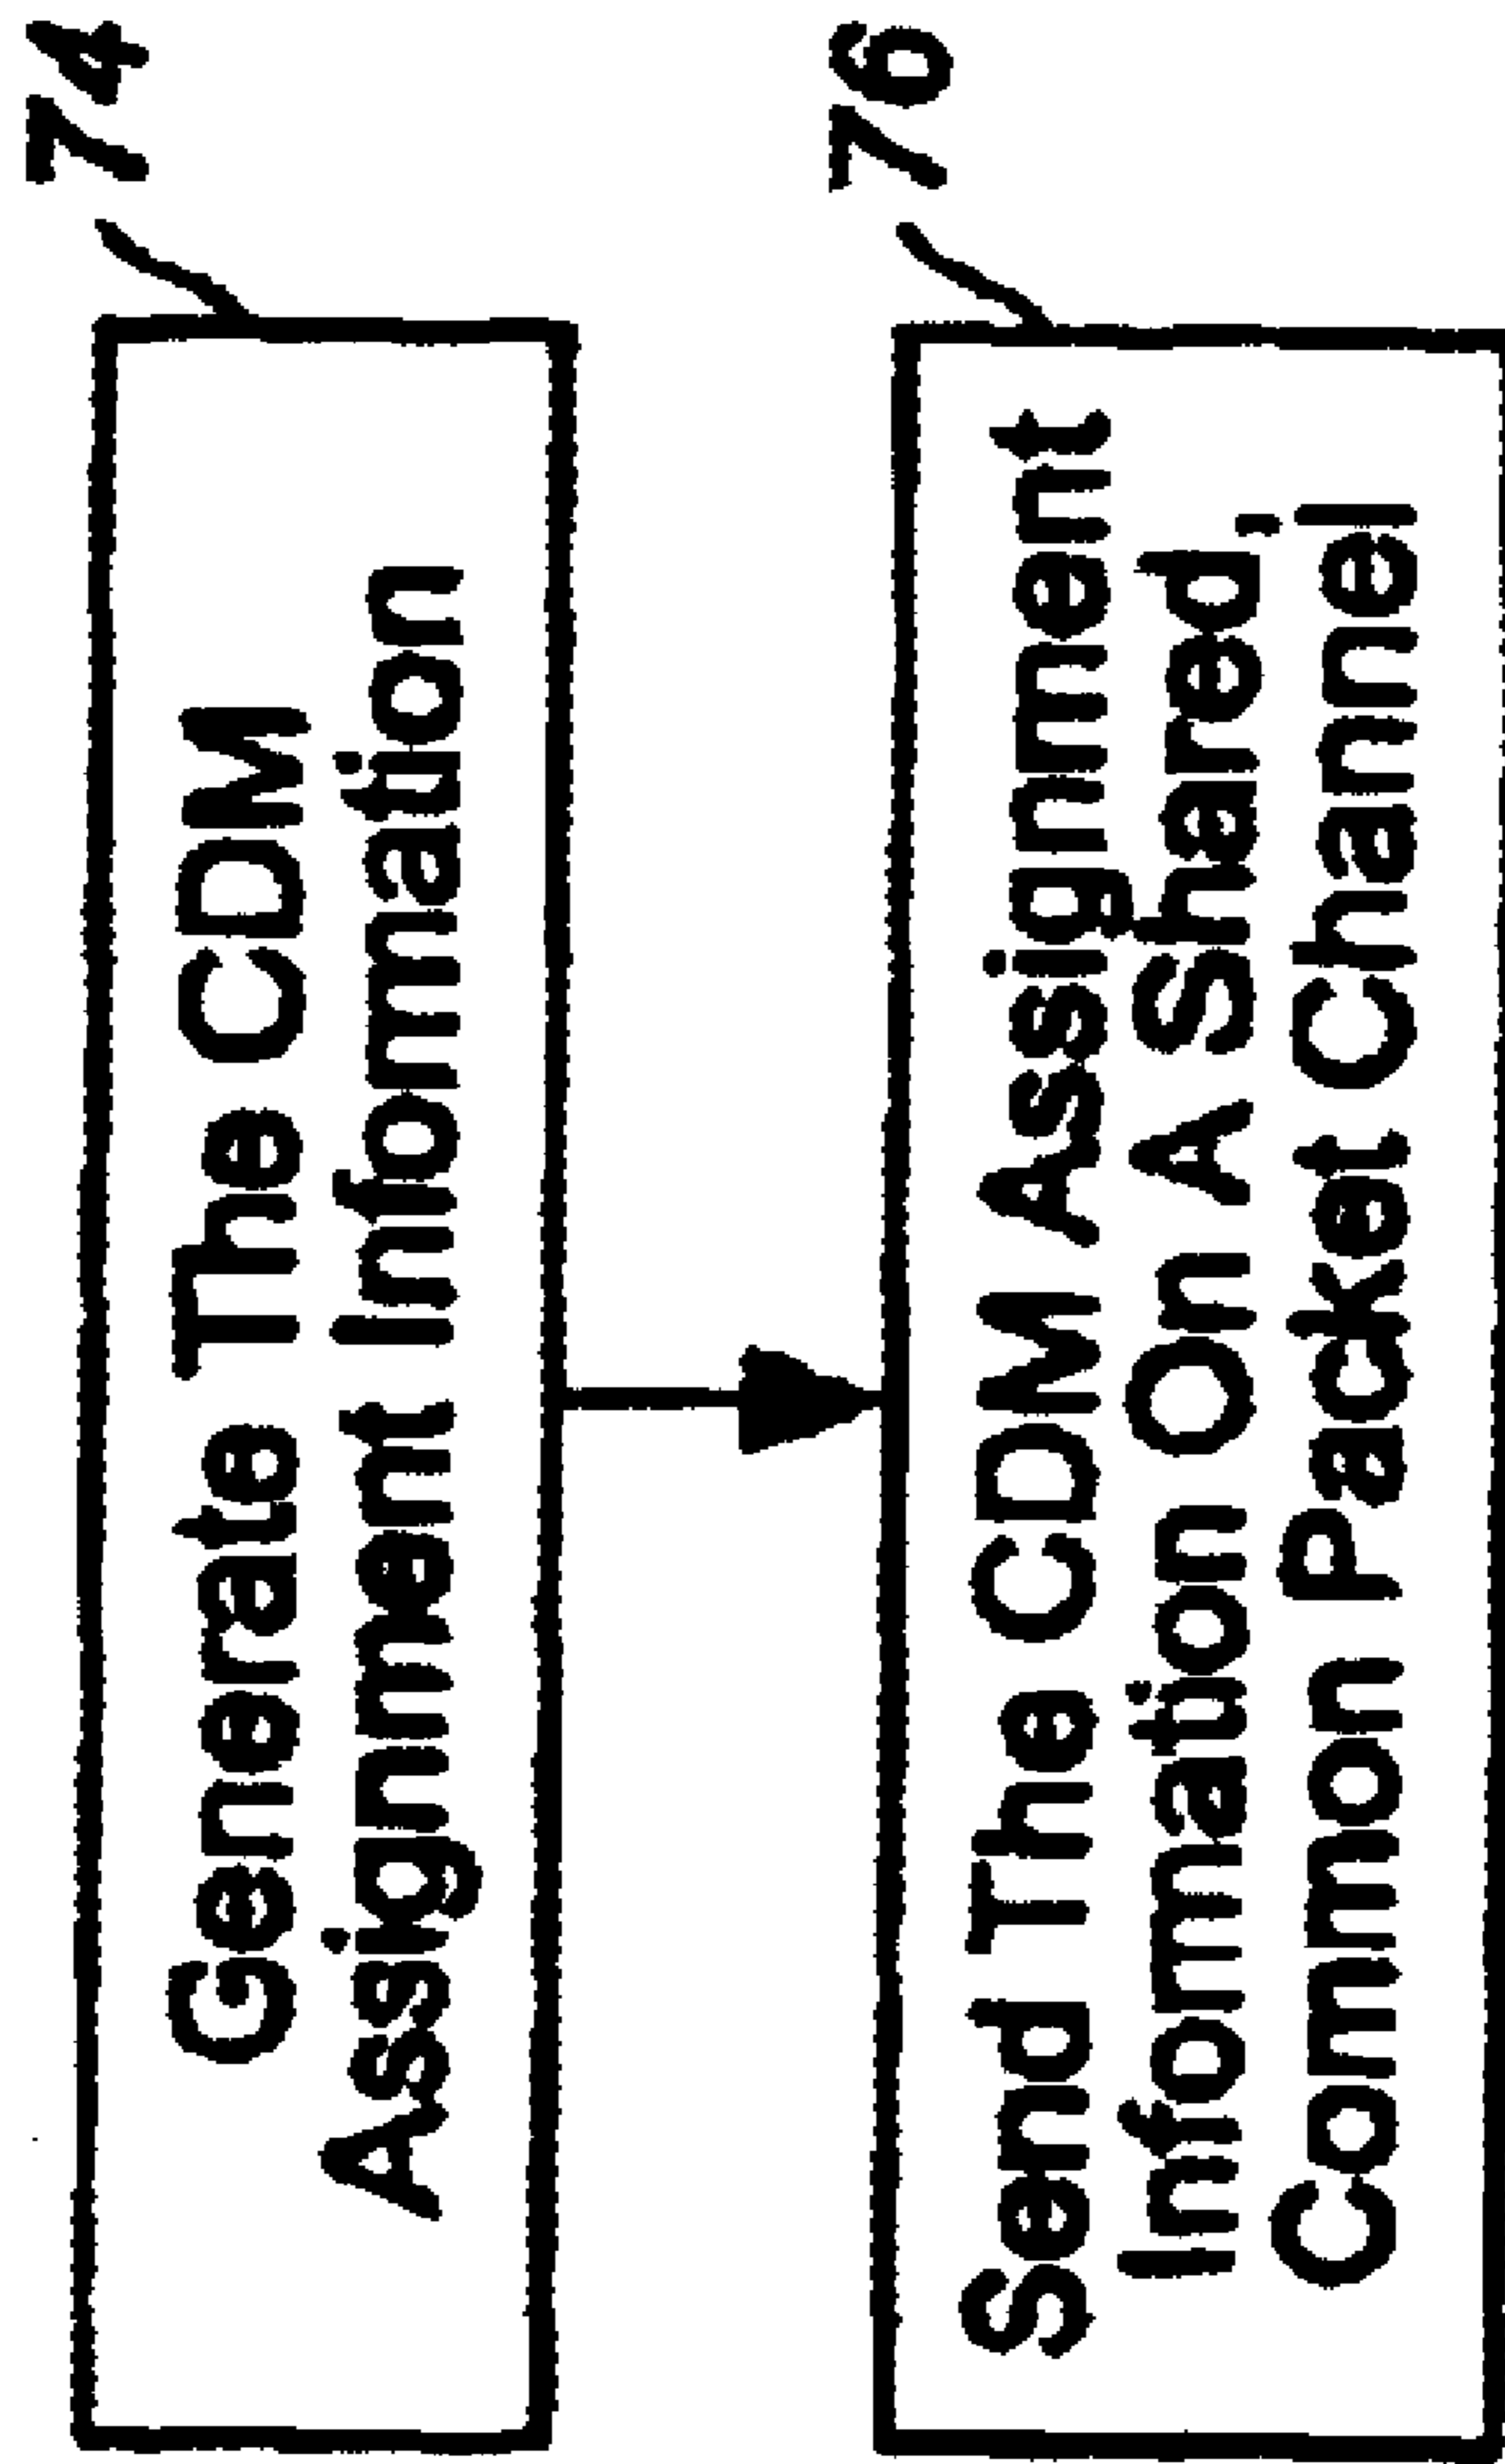 Generate The CDM
Assignment Information
74
Send The CDM Assignment
Information On A Shared,
Common Packet Channel
76